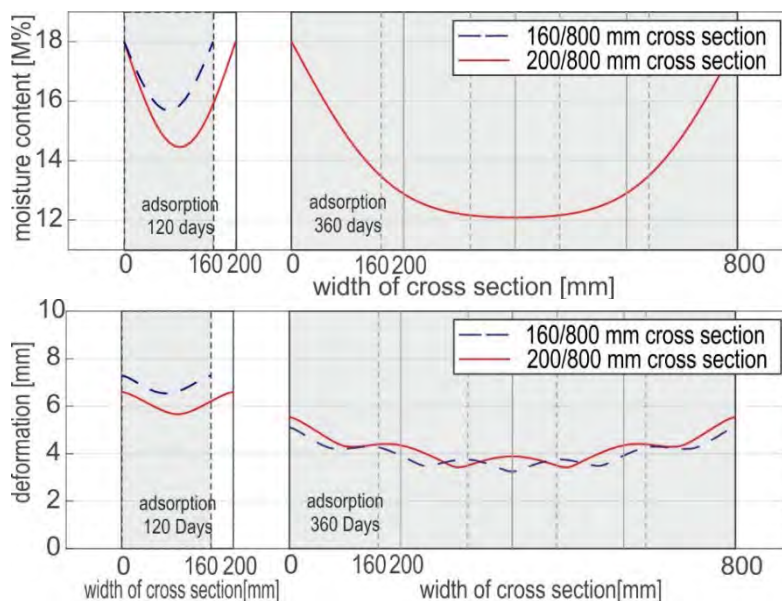 18
16
14
12
moisture content [M%]
160/800 mm cross section
200/800 mm cross section
adsorption
120 days
adsorption
360 days
0
160 200
0
160 200
800
width of cross section [mm]
10
8
6
4
2
0
deformation [mm]
160/800 mm cross section
200/800 mm cross section
adsorption
120 Days
adsorption
360 Days
0
160 200
0
160 200
800
width of cross section[mm]
width of cross section[mm]